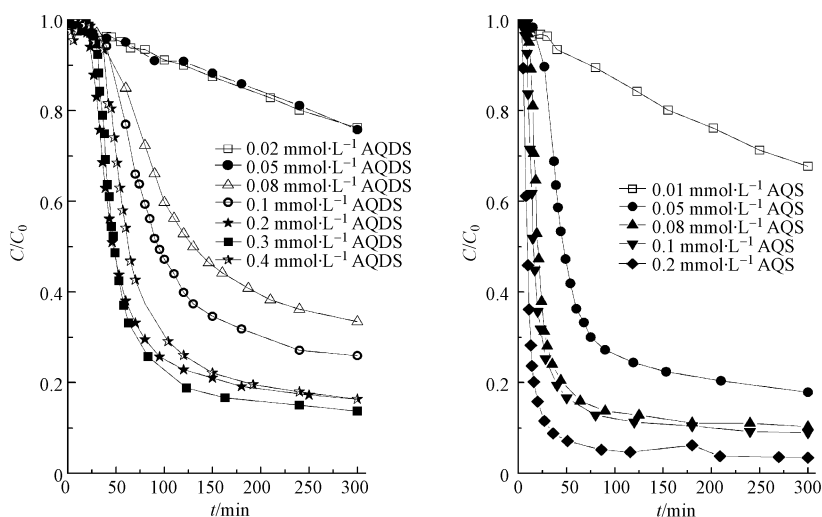 1.0
0.8
0.6
0.4
0.2
0
C/C₀
0 50 100 150 200 250 300
t/min
0.02 mmol·L⁻¹ AQDS
0.05 mmol·L⁻¹ AQDS
0.08 mmol·L⁻¹ AQDS
0.1 mmol·L⁻¹ AQDS
0.2 mmol·L⁻¹ AQDS
0.3 mmol·L⁻¹ AQDS
0.4 mmol·L⁻¹ AQDS
1.0
0.8
0.6
0.4
0.2
0
C/C₀
0 50 100 150 200 250 300
t/min
0.01 mmol·L⁻¹ AQS
0.05 mmol·L⁻¹ AQS
0.08 mmol·L⁻¹ AQS
0.1 mmol·L⁻¹ AQS
0.2 mmol·L⁻¹ AQS